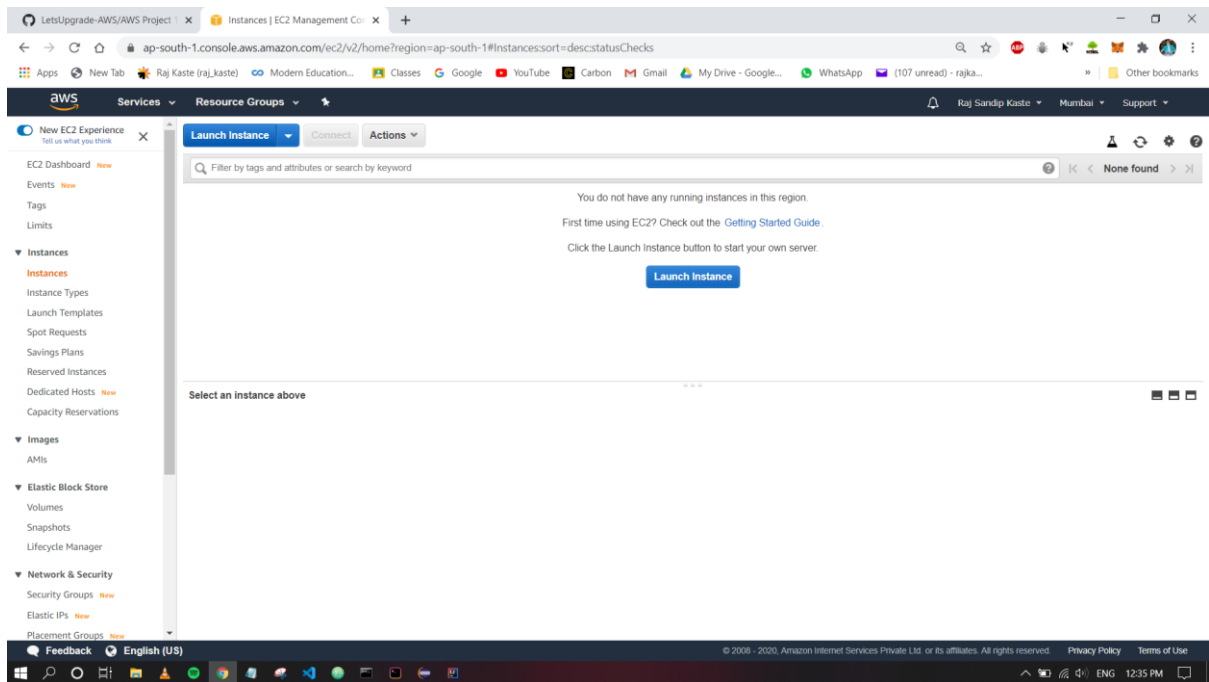 LetsUpgrade-AWS/AWS Project 1
Instances | EC2 Management Con
ap-south-1.console.aws.amazon.com/ec2/v2/home?region=ap-south-1#Instances:sort=desc:statusChecks
ABP
Apps New Tab Raj Kaste (raj_kaste) Modern Education... Classes Google YouTube Carbon Gmail My Drive - Google... WhatsApp (107 unread) - rajka... » Other bookmarks
aws Services Resource Groups Raj Sandip Kaste Mumbai Support
New EC2 Experience
Tell us what you think
Launch Instance Connect Actions
EC2 Dashboard New
Filter by tags and attributes or search by keyword
None found
Events New
Tags
Limits
Instances
Instances
Instance Types
Launch Templates
Spot Requests
Savings Plans
Reserved Instances
Dedicated Hosts New
Capacity Reservations
Images
AMIs
Elastic Block Store
Volumes
Snapshots
Lifecycle Manager
Network & Security
Security Groups New
Elastic IPs New
Placement Groups New
You do not have any running instances in this region.
First time using EC2? Check out the Getting Started Guide.
Click the Launch Instance button to start your own server.
Launch Instance
Select an instance above
Feedback English (US) © 2008 - 2020, Amazon Internet Services Private Ltd. or its affiliates. All rights reserved. Privacy Policy Terms of Use
ENG 12:35 PM